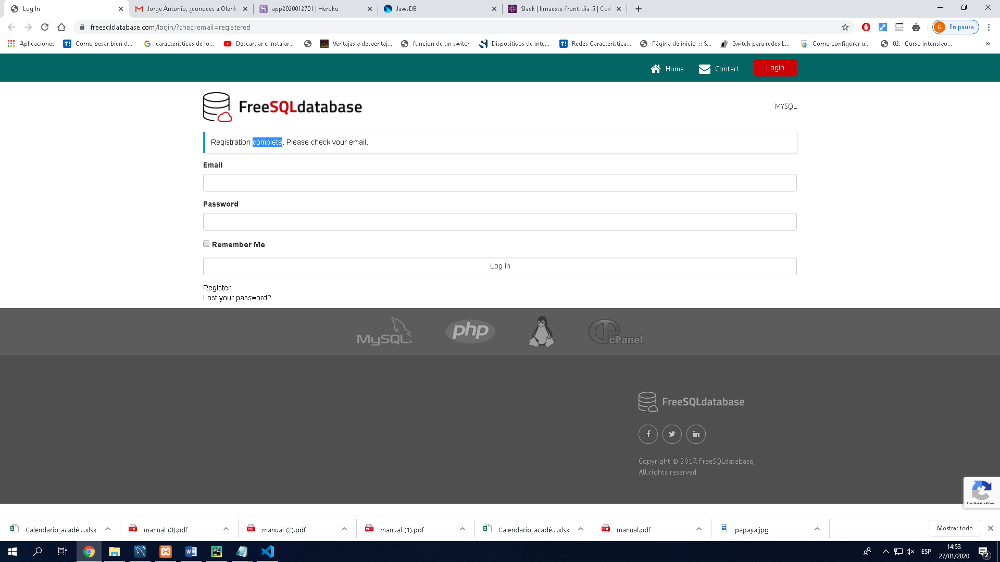 Log In
Jorge Antonio, ¿conoces a Olenk
app2020012701 | Heroku
JawsDB
Slack | limaeste-front-dia-5 | Cod
freesqldatabase.com/login/?checkemail=registered
G En pausa
Aplicaciones
Como besar bien d...
características de lo...
Descargar e instalar...
Ventajas y desventaj...
funcion de un switch
Dispositivos de inte...
Redes Caracteristica...
Página de inicio .:: S...
Switch para redes L...
Como configurar u...
02.- Curso intensivo...
Home
Contact
Login
FreeSQLdatabase
MYSQL
Registration complete. Please check your email.
Email
Password
Remember Me
Log In
Register
Lost your password?
MySQL®
php
cPanel
FreeSQLdatabase
Copyright © 2017, FreeSQLdatabase,
All rights reserved
Privacidad - Condiciones
Calendario_acadé....xlsx
manual (3).pdf
manual (2).pdf
manual (1).pdf
Calendario_acadé....xlsx
manual.pdf
papaya.jpg
Mostrar todo
ESP
14:53
27/01/2020
2